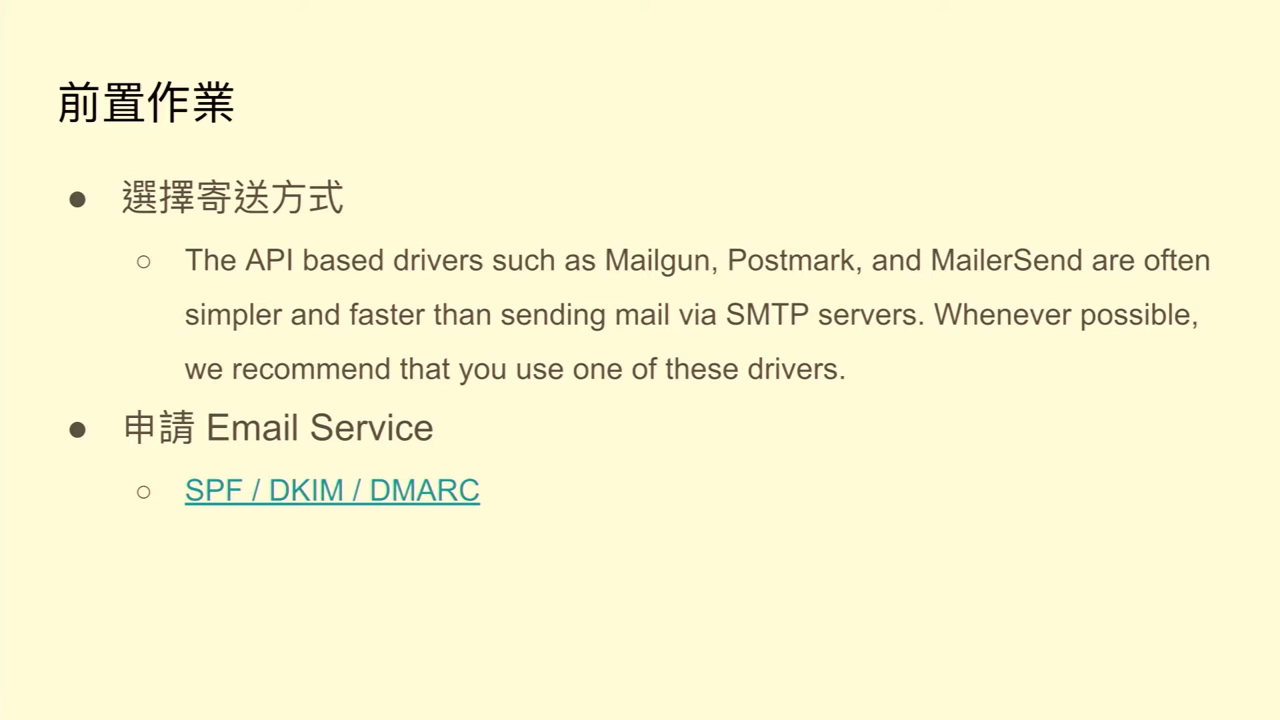 前置作業
● 選擇寄送方式
○ The API based drivers such as Mailgun, Postmark, and MailerSend are often
simpler and faster than sending mail via SMTP servers. Whenever possible,
we recommend that you use one of these drivers.
● 申請 Email Service
○ SPF / DKIM / DMARC